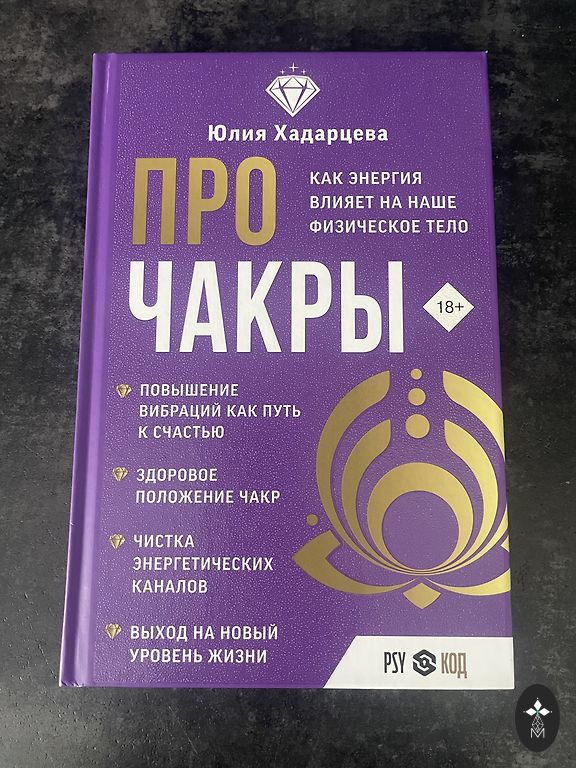 Юлия Хадарцева
ПРО
КАК ЭНЕРГИЯ
ВЛИЯЕТ НА НАШЕ
ФИЗИЧЕСКОЕ ТЕЛО
ЧАКРЫ
18+
ПОВЫШЕНИЕ
ВИБРАЦИЙ КАК ПУТЬ
К СЧАСТЬЮ
ЗДОРОВОЕ
ПОЛОЖЕНИЕ ЧАКР
ЧИСТКА
ЭНЕРГЕТИЧЕСКИХ
КАНАЛОВ
ВЫХОД НА НОВЫЙ
УРОВЕНЬ ЖИЗНИ
PSY КОД